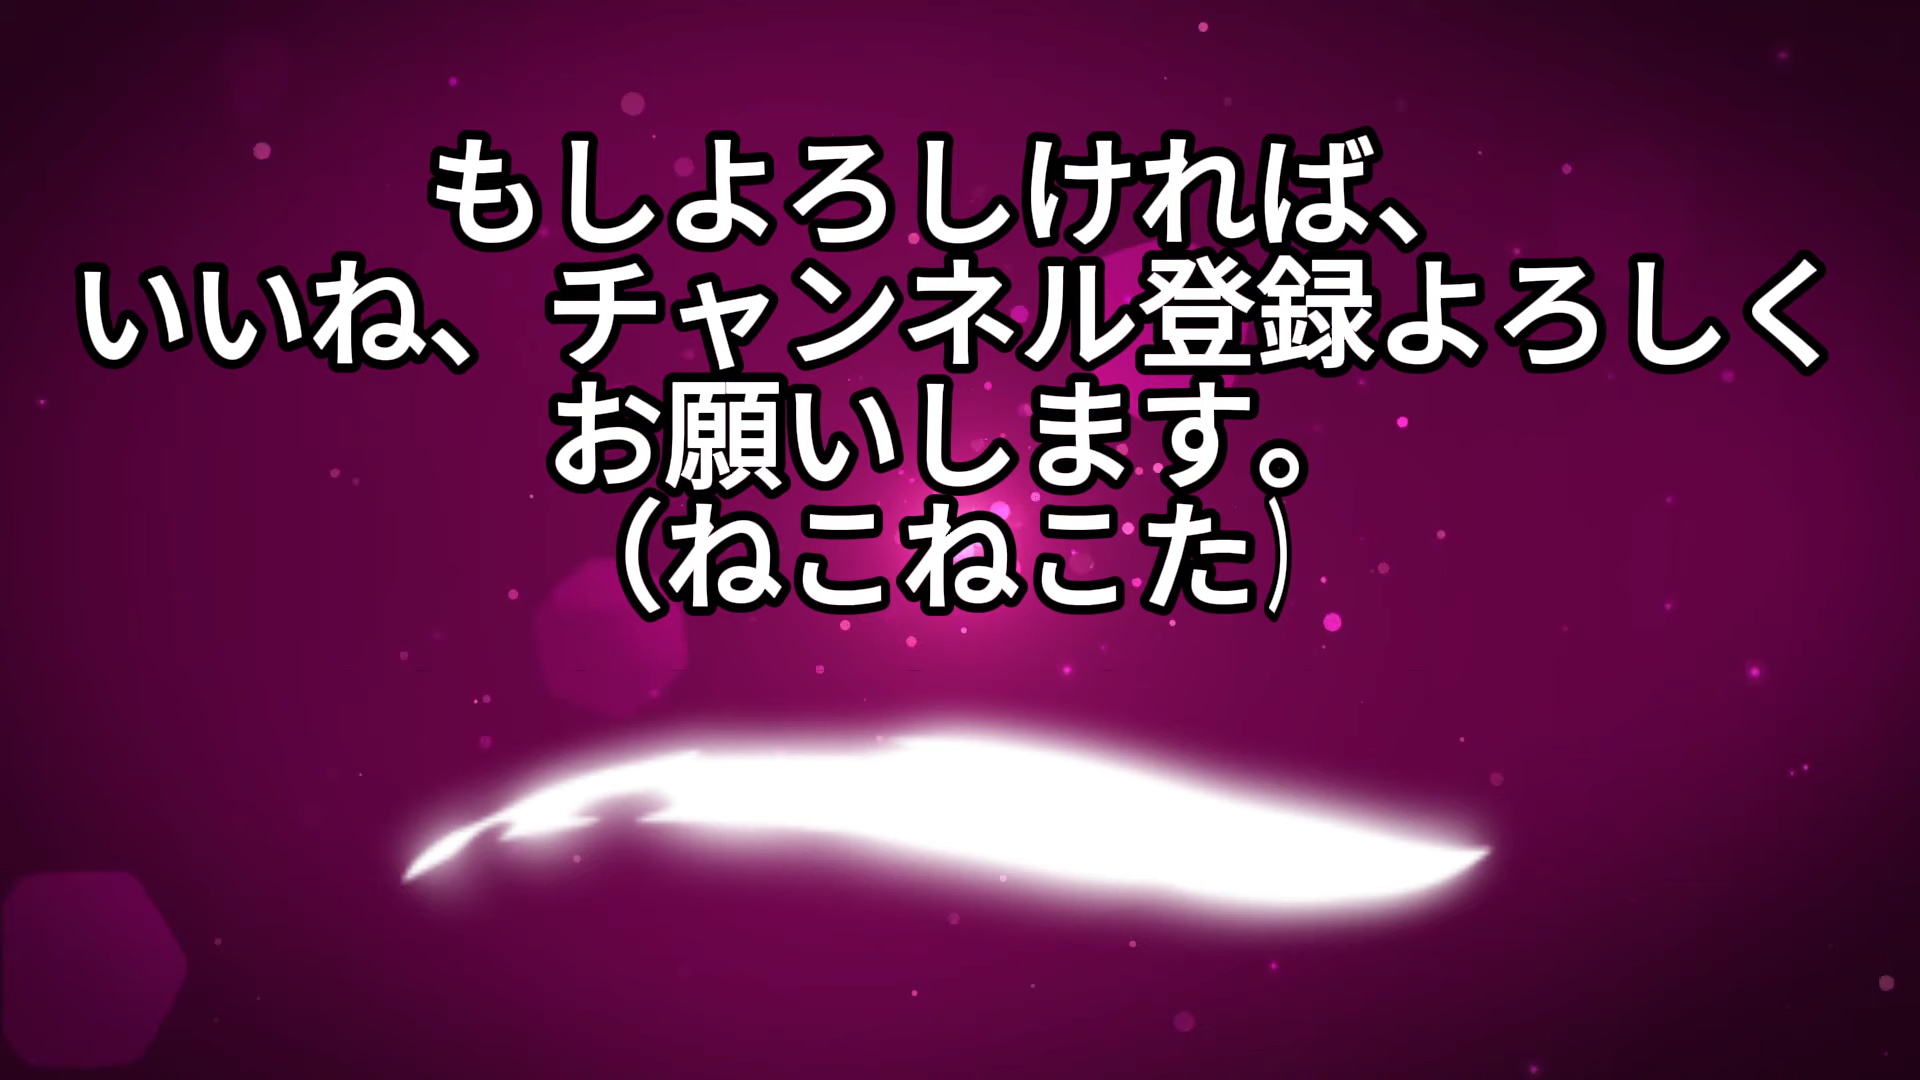 もしよろしければ、
いいね、チャンネル登録よろしく
お願いします。
（ねこねこた）